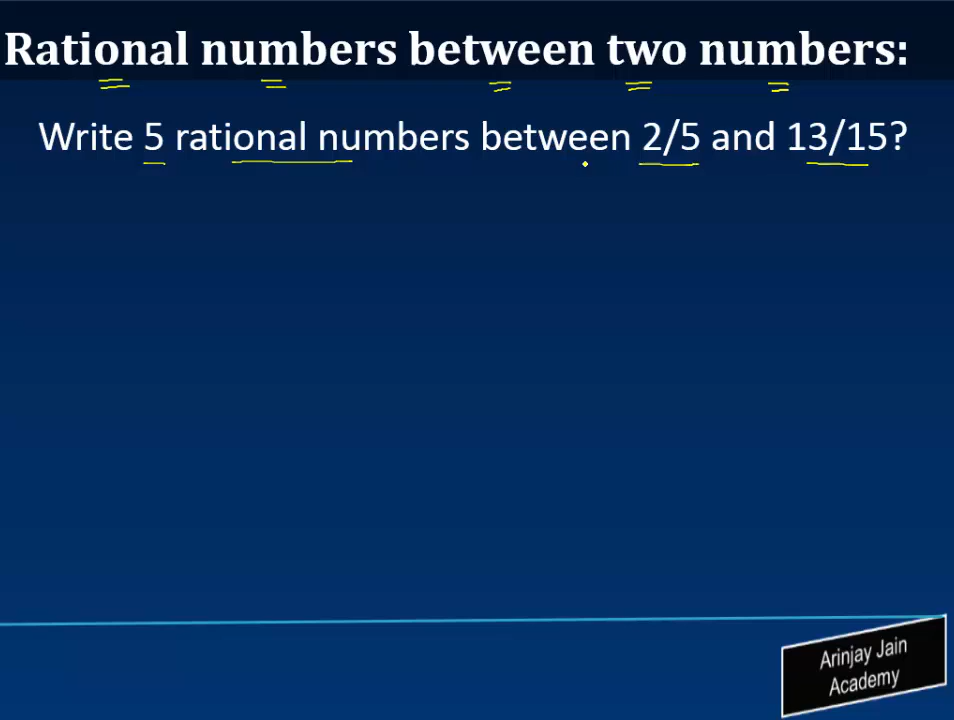 Rational numbers between two numbers:
Write 5 rational numbers between 2/5 and 13/15?
Arinjay Jain
Academy